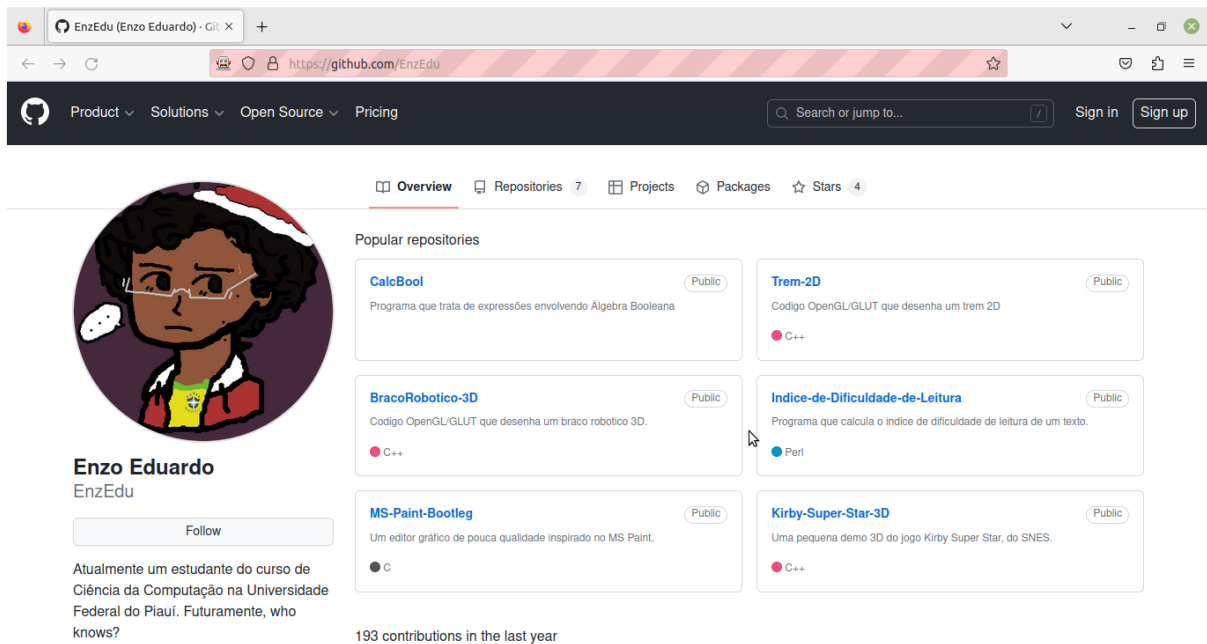 EnzEdu (Enzo Eduardo) · Git
https://github.com/EnzEdu
Product
Solutions
Open Source
Pricing
Search or jump to...
/
Sign in
Sign up
Overview
Repositories 7
Projects
Packages
Stars 4
Popular repositories
CalcBool
Public
Programa que trata de expressões envolvendo Álgebra Booleana
Trem-2D
Public
Codigo OpenGL/GLUT que desenha um trem 2D
C++
BracoRobotico-3D
Public
Codigo OpenGL/GLUT que desenha um braco robotico 3D.
C++
Indice-de-Dificuldade-de-Leitura
Public
Programa que calcula o indice de dificuldade de leitura de um texto.
Perl
MS-Paint-Bootleg
Public
Um editor gráfico de pouca qualidade inspirado no MS Paint.
C
Kirby-Super-Star-3D
Public
Uma pequena demo 3D do jogo Kirby Super Star, do SNES.
C++
Enzo Eduardo
EnzEdu
Follow
Atualmente um estudante do curso de
Ciência da Computação na Universidade
Federal do Piauí. Futuramente, who
knows?
193 contributions in the last year